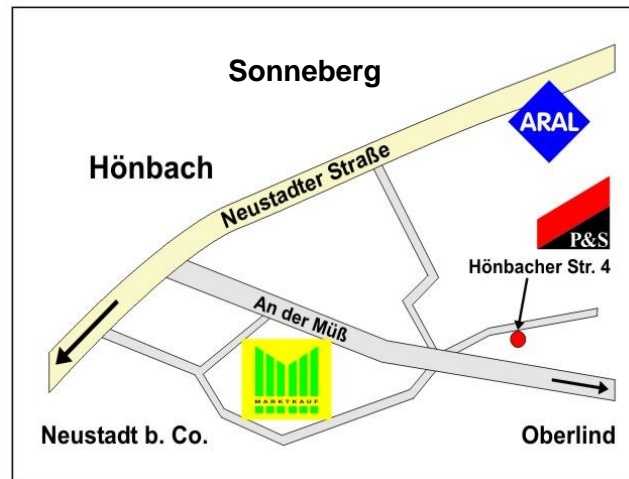 Sonneberg
ARAL
Hönbach
Neustadter Straße
P&S
Hönbacher Str. 4
An der Müß
MARKTKAUF
Neustadt b. Co.
Oberlind